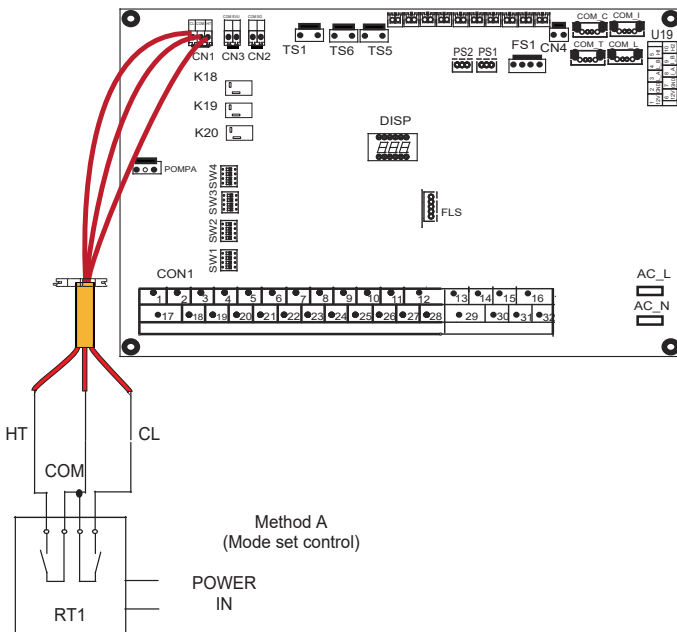 COM_C COM_I
U19
TS1 TS6 TS5
PS2 PS1 FS1 CN4
COM_T COM_L
CN1 CN3 CN2
K18
K19
K20
DISP
POMPA
SW4
SW3
SW2
SW1
FLS
CON1
AC_L
AC_N
1 2 3 4 5 6 7 8 9 10 11 12 13 14 15 16
17 18 19 20 21 22 23 24 25 26 27 28 29 30 31 32
HT CL
COM
Method A
(Mode set control)
POWER
IN
RT1